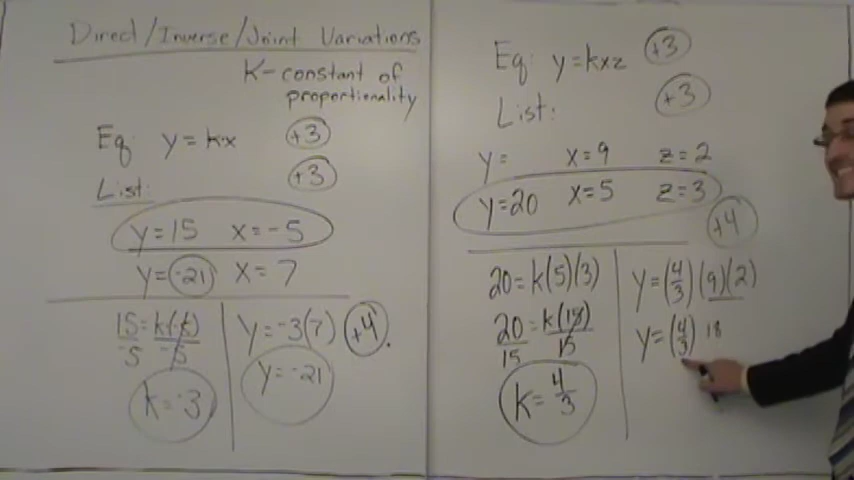 Direct/Inverse/Joint Variations
K-constant of
proportionality
Eq: y=kx +3
List: +3
y=15 x=-5
y=-21 x=7
15=k(-5)
-5 -5
k=-3
y=-3(7) +4
y=-21
Eq: y=kxz +3
List: +3
y= x=9 z=2
y=20 x=5 z=3
+4
20=k(5)(3)
20=k(15)
15 15
k=4/3
y=(4/3)(9)(2)
y=(4/3)18